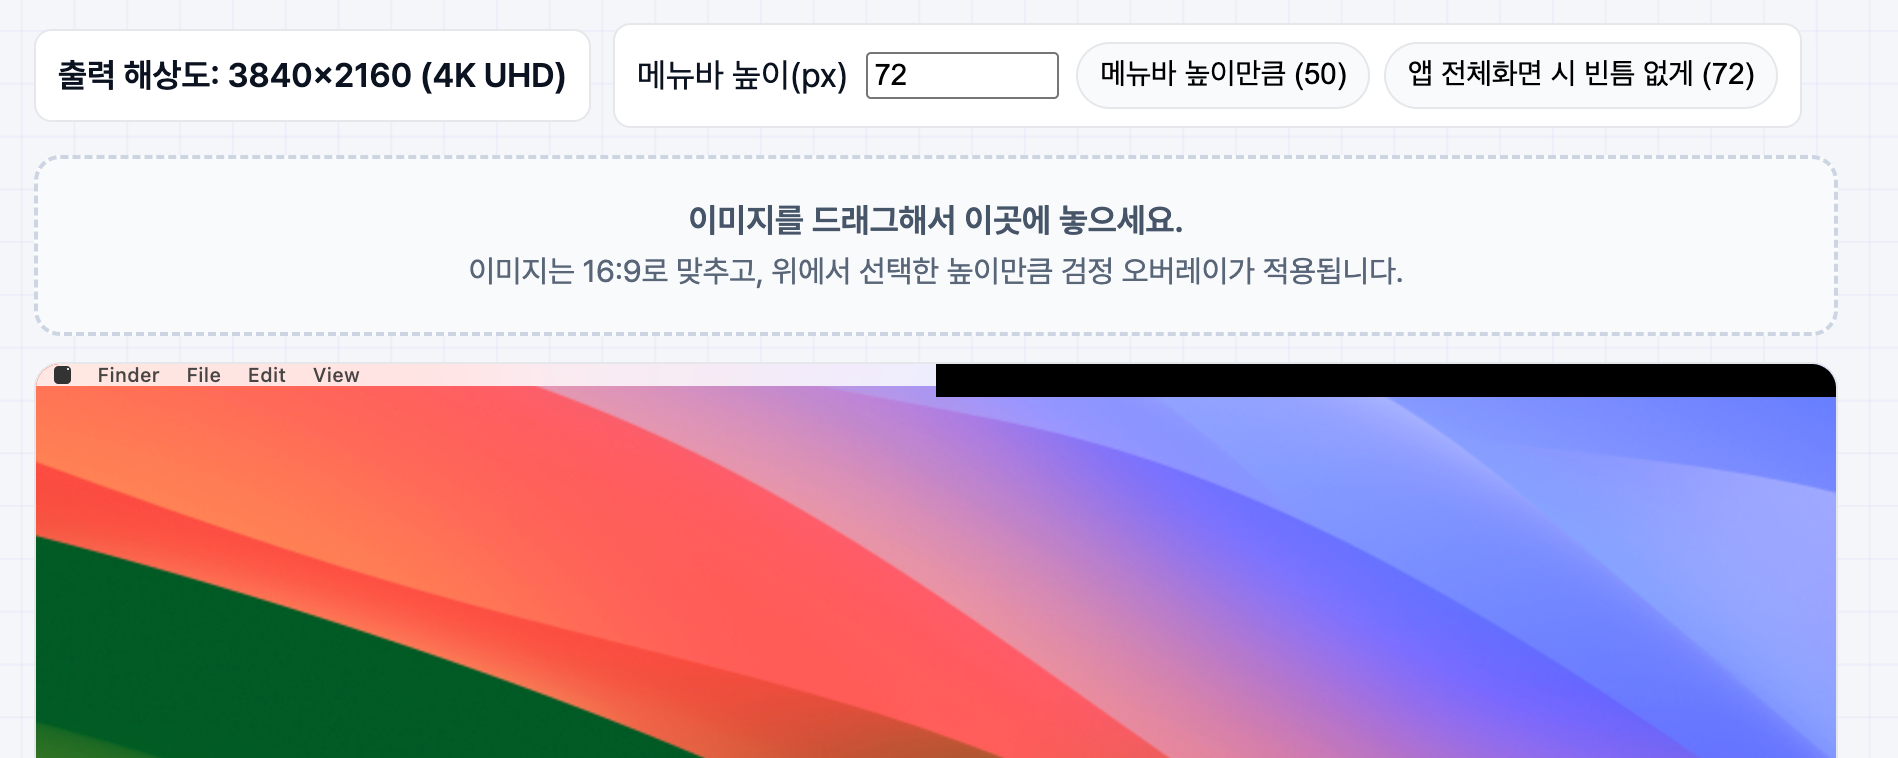 출력 해상도: 3840×2160 (4K UHD)
메뉴바 높이(px) 72 메뉴바 높이만큼 (50) 앱 전체화면 시 빈틈 없게 (72)
이미지를 드래그해서 이곳에 놓으세요.
이미지는 16:9로 맞추고, 위에서 선택한 높이만큼 검정 오버레이가 적용됩니다.
Finder File Edit View